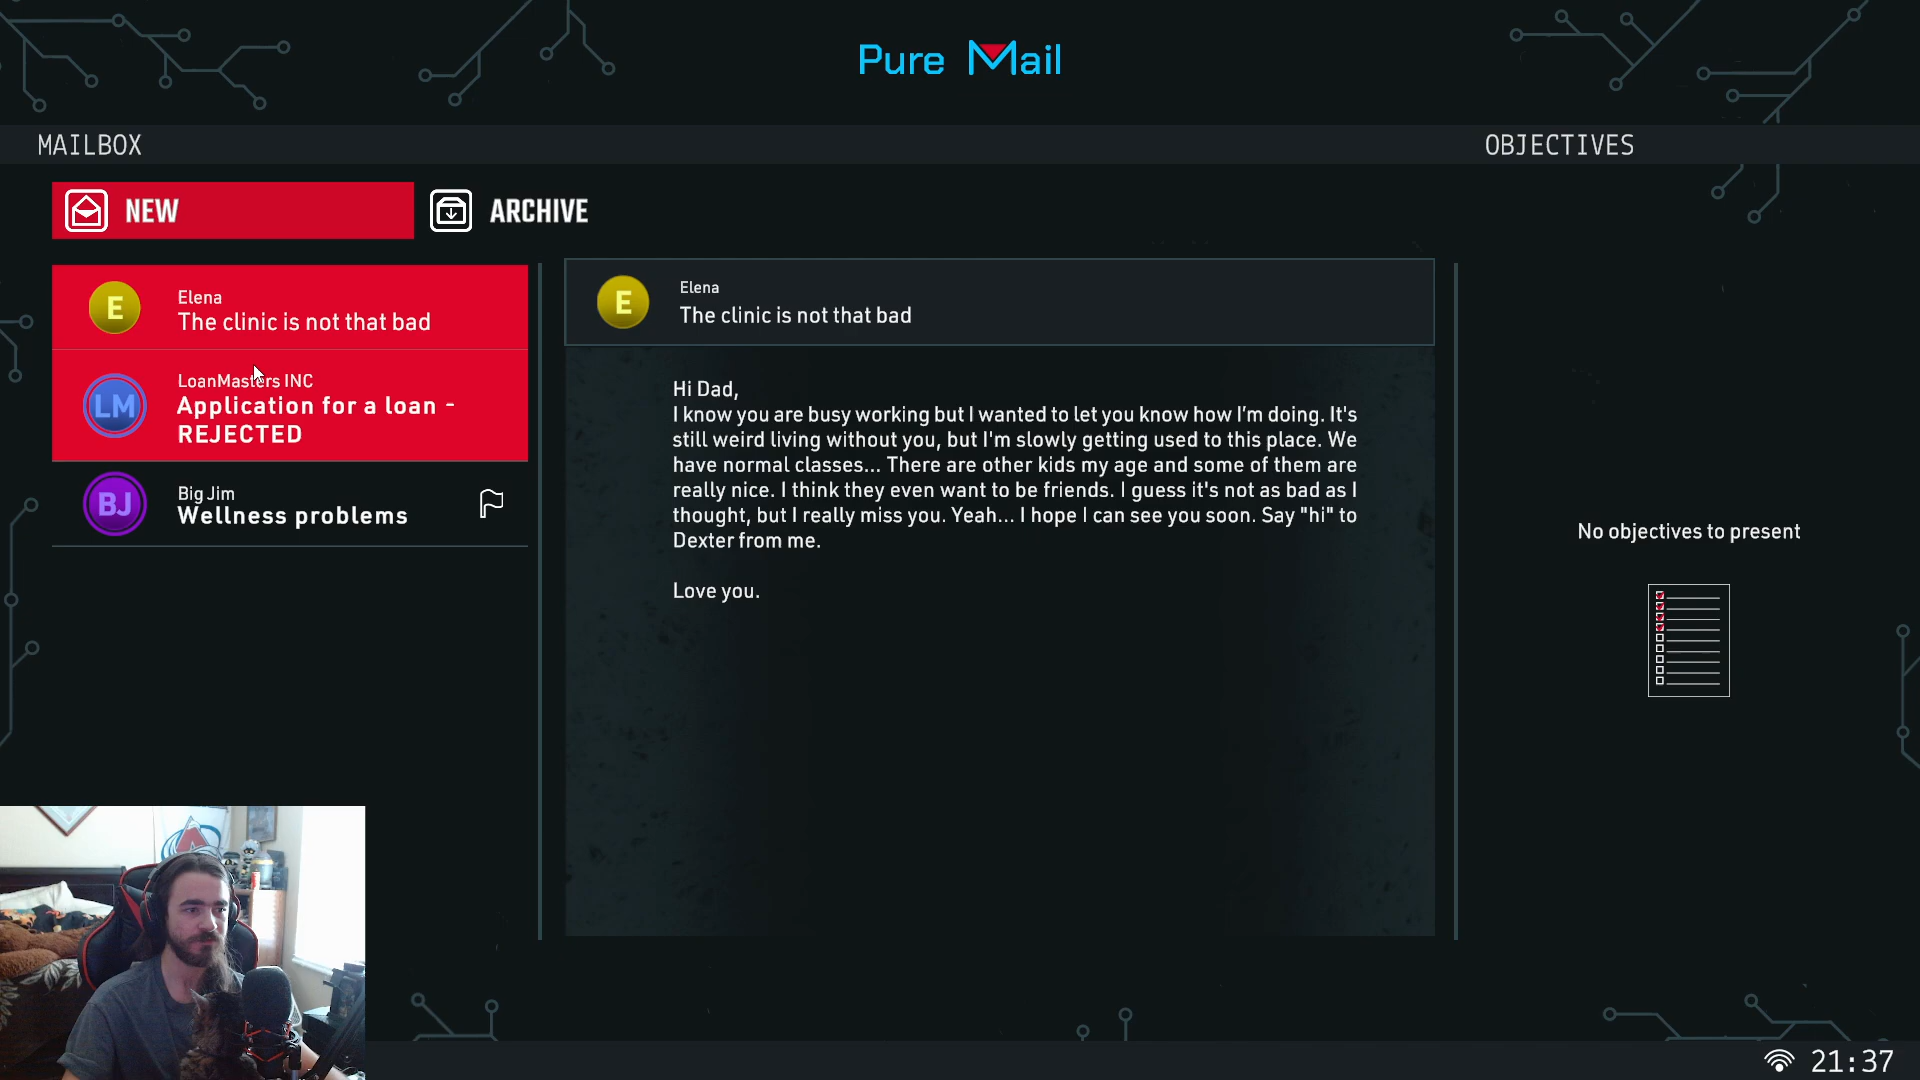 Pure Mail
MAILBOX
OBJECTIVES
NEW
ARCHIVE
E
Elena
The clinic is not that bad
LM
LoanMasters INC
Application for a loan -
REJECTED
BJ
Big Jim
Wellness problems
E
Elena
The clinic is not that bad
Hi Dad,
I know you are busy working but I wanted to let you know how I'm doing. It's
still weird living without you, but I'm slowly getting used to this place. We
have normal classes... There are other kids my age and some of them are
really nice. I think they even want to be friends. I guess it's not as bad as I
thought, but I really miss you. Yeah... I hope I can see you soon. Say "hi" to
Dexter from me.
Love you.
No objectives to present
21:37